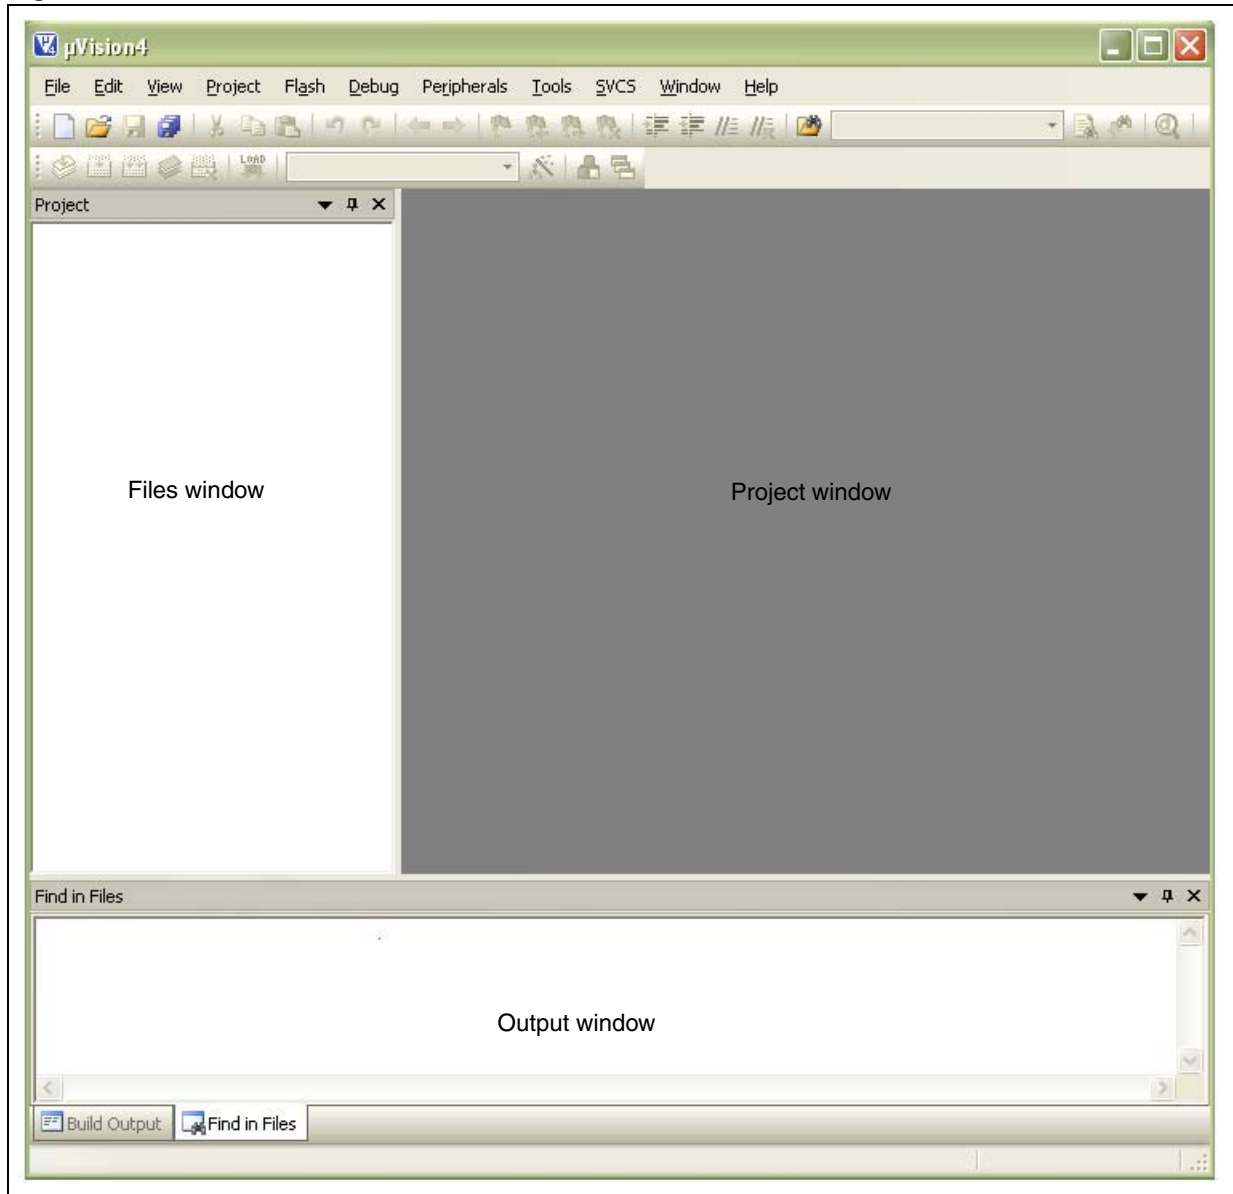 µVision4
File Edit View Project Flash Debug Peripherals Tools SVCS Window Help
LOAD
Project
Files window
Project window
Find in Files
Output window
Build Output Find in Files